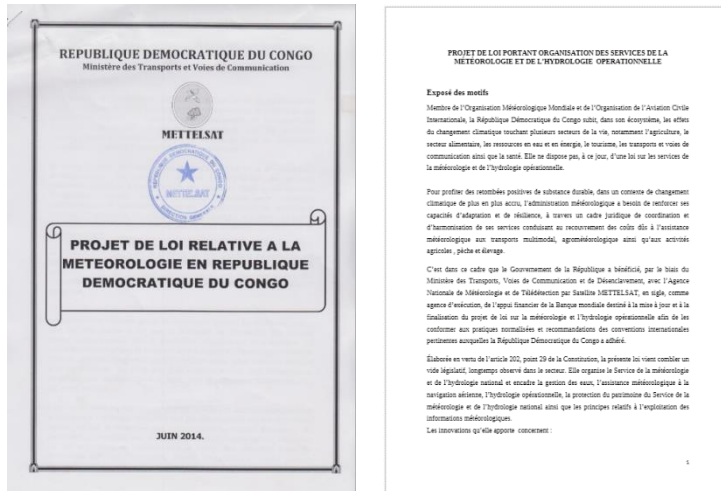 REPUBLIQUE DEMOCRATIQUE DU CONGO
Ministère des Transports et Voies de Communication
METTELSAT
REPUBLIQUE DEMOCRATIQUE DU CONGO
METTELSAT
DIRECTION GENERALE
PROJET DE LOI RELATIVE A LA
METEOROLOGIE EN REPUBLIQUE
DEMOCRATIQUE DU CONGO
JUIN 2014.
PROJET DE LOI PORTANT ORGANISATION DES SERVICES DE LA
MÉTEOROLOGIE ET DE L'HYDROLOGIE OPERATIONNELLE
Exposé des motifs
Membre de l'Organisation Météorologique Mondiale et de l'Organisation de l'Aviation Civile
Internationale, la République Démocratique du Congo subit, dans son écosystème, les effets
du changement climatique touchant plusieurs secteurs de la vie, notamment l'agriculture, le
secteur alimentaire, les ressources en eau et en énergie, le tourisme, les transports et voies de
communication ainsi que la santé. Elle ne dispose pas, à ce jour, d'une loi sur les services de
la météorologie et de l'hydrologie opérationnelle.
Pour profiter des retombées positives de substance durable, dans un contexte de changement
climatique de plus en plus accru, l'administration météorologique a besoin de renforcer ses
capacités d'adaptation et de résilience, à travers un cadre juridique de coordination et
d'harmonisation de ses services conduisant au recouvrement des coûts dûs à l'assistance
météorologique aux transports multimodal, agrométéorologique ainsi qu'aux activités
agricoles , pêche et élevage.
C'est dans ce cadre que le Gouvernement de la République a bénéficié, par le biais du
Ministère des Transports, Voies de Communication et de Désenclavement, avec l'Agence
Nationale de Météorologie et de Télédétection par Satellite METTELSAT, en sigle, comme
agence d'exécution, de l'appui financier de la Banque mondiale destiné à la mise à jour et à la
finalisation du projet de loi sur la météorologie et l'hydrologie opérationnelle afin de les
conformer aux pratiques normalisées et recommandations des conventions internationales
pertinentes auxquelles la République Démocratique du Congo a adhéré.
Élaborée en vertu de l'article 202, point 29 de la Constitution, la présente loi vient combler un
vide législatif, longtemps observé dans le secteur. Elle organise le Service de la météorologie
et de l'hydrologie national et encadre la gestion des eaux, l'assistance météorologique à la
navigation aérienne, l'hydrologie opérationnelle, la protection du patrimoine du Service de la
météorologie et de l'hydrologie national ainsi que les principes relatifs à l'exploitation des
informations météorologiques.
Les innovations qu'elle apporte concernent :
1